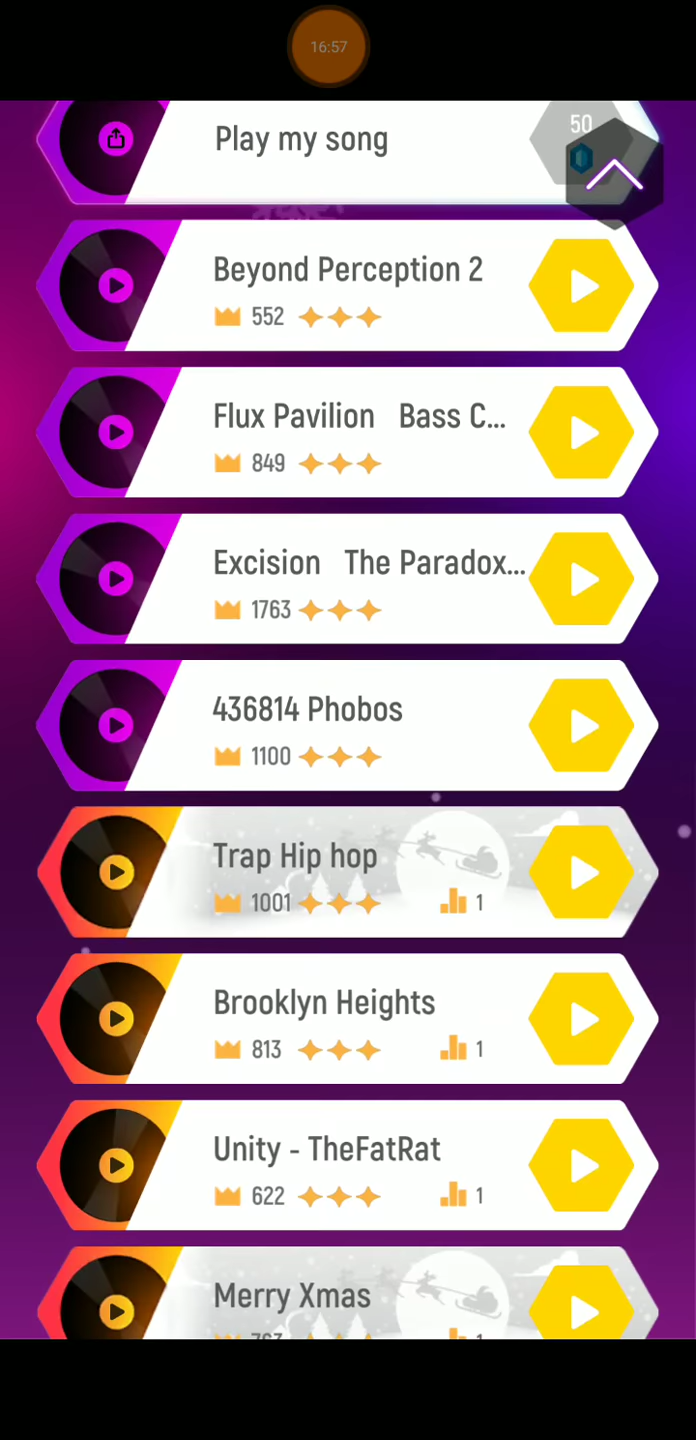 16:57
Play my song
50
Beyond Perception 2
552
Flux Pavilion Bass C...
849
Excision The Paradox...
1763
436814 Phobos
1100
Trap Hip hop
1001 1
Brooklyn Heights
813 1
Unity - TheFatRat
622 1
Merry Xmas